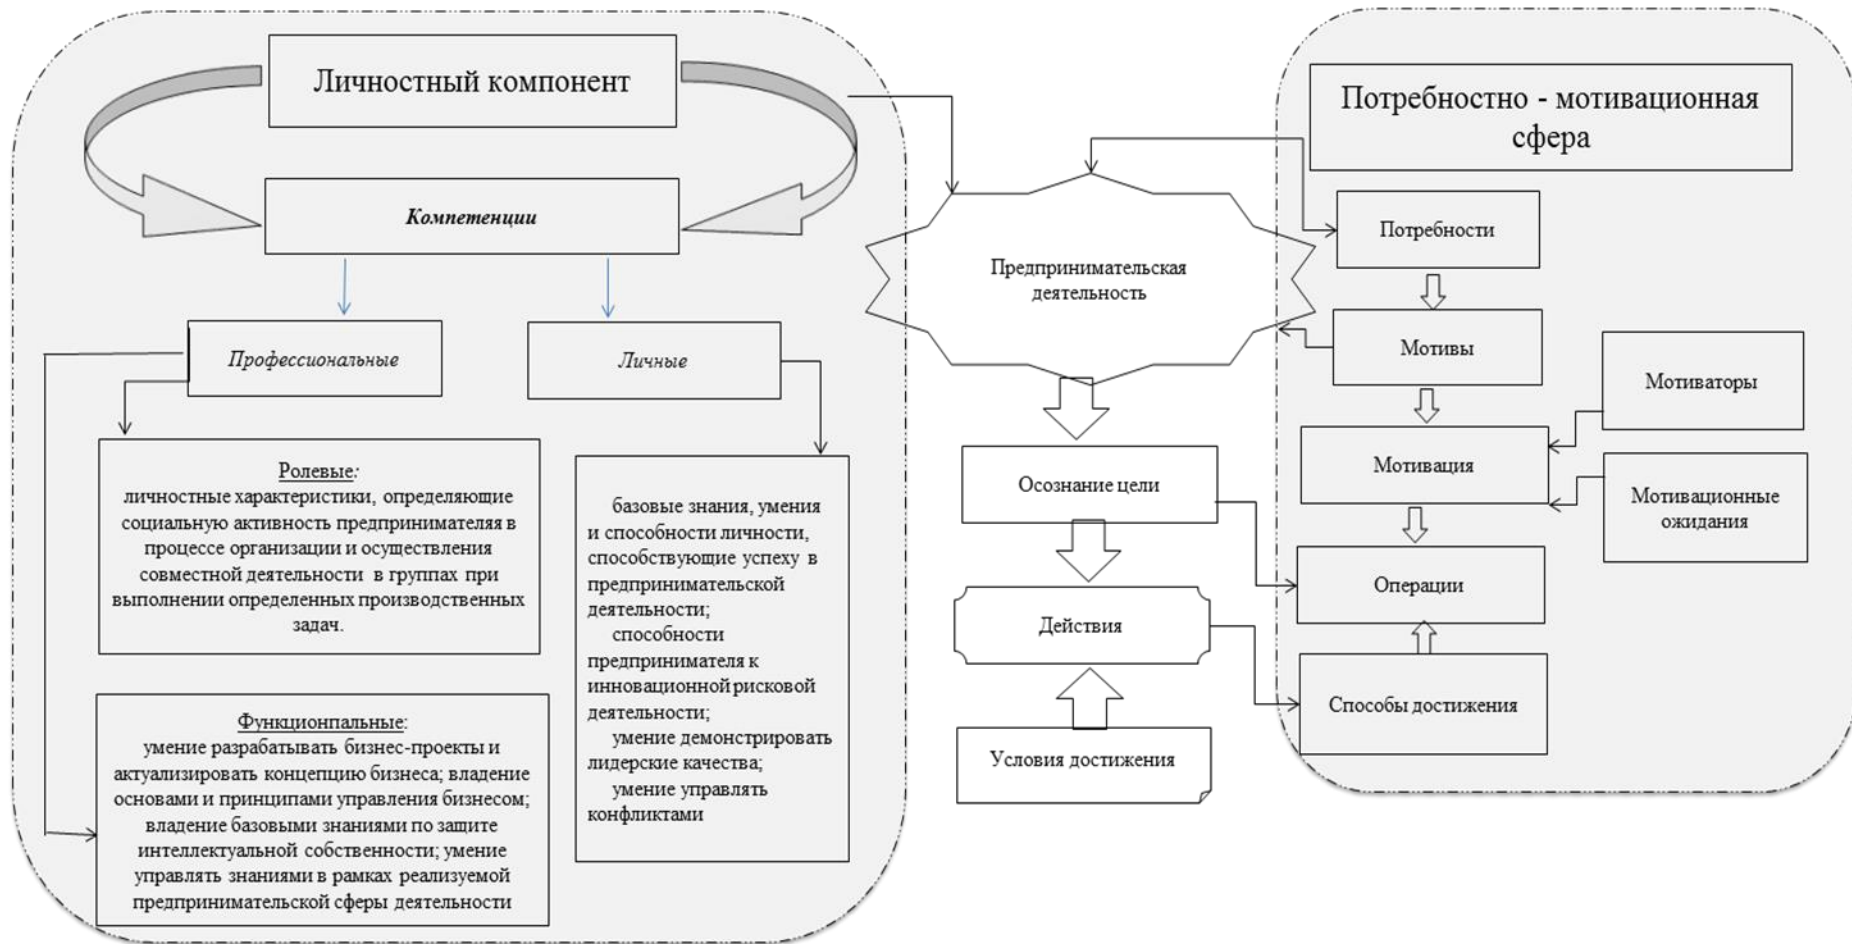 Личностный компонент
Компетенции
Профессиональные
Личные
Ролевые:
личностные характеристики, определяющие
социальную активность предпринимателя в
процессе организации и осуществления
совместной деятельности в группах при
выполнении определенных производственных
задач.
Функционпальные:
умение разрабатывать бизнес-проекты и
актуализировать концепцию бизнеса; владение
основами и принципами управления бизнесом;
владение базовыми знаниями по защите
интеллектуальной собственности; умение
управлять знаниями в рамках реализуемой
предпринимательской сферы деятельности
базовые знания, умения
и способности личности,
способствующие успеху в
предпринимательской
деятельности;
способности
предпринимателя к
инновационной рисковой
деятельности;
умение демонстрировать
лидерские качества;
умение управлять
конфликтами
Предпринимательская
деятельность
Осознание цели
Действия
Условия достижения
Потребностно - мотивационная
сфера
Потребности
Мотивы
Мотиваторы
Мотивация
Мотивационные
ожидания
Операции
Способы достижения